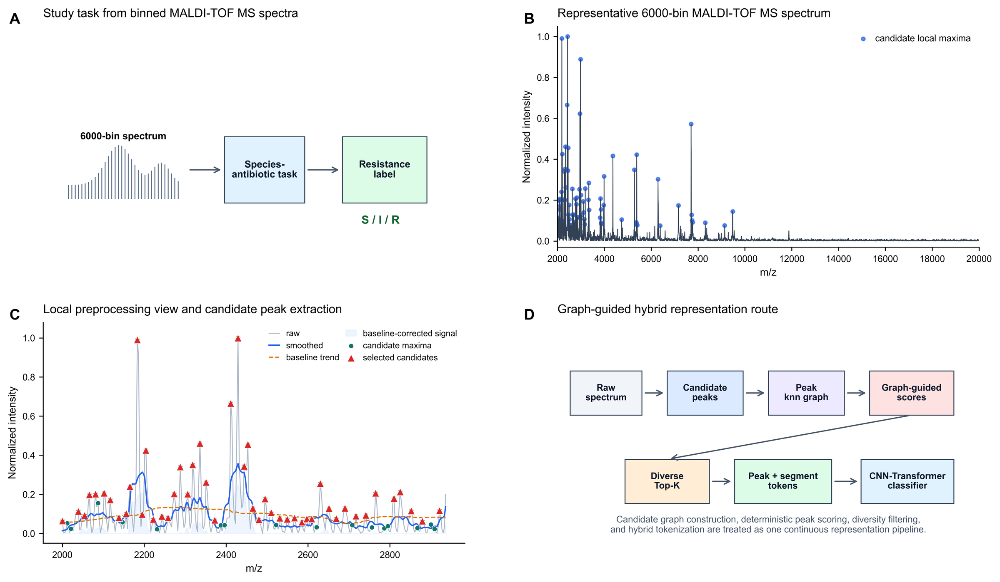 A
Study task from binned MALDI-TOF MS spectra
6000-bin spectrum
Species-
antibiotic task
Resistance
label
S / I / R
B
Representative 6000-bin MALDI-TOF MS spectrum
candidate local maxima
Normalized intensity
1.0
0.8
0.6
0.4
0.2
0.0
2000 4000 6000 8000 10000 12000 14000 16000 18000 20000
m/z
C
Local preprocessing view and candidate peak extraction
raw
smoothed
baseline trend
baseline-corrected signal
candidate maxima
selected candidates
Normalized intensity
1.0
0.8
0.6
0.4
0.2
0.0
2000 2200 2400 2600 2800
m/z
D
Graph-guided hybrid representation route
Raw
spectrum
Candidate
peaks
Peak
knn graph
Graph-guided
scores
Diverse
Top-K
Peak + segment
tokens
CNN-Transformer
classifier
Candidate graph construction, deterministic peak scoring, diversity filtering,
and hybrid tokenization are treated as one continuous representation pipeline.